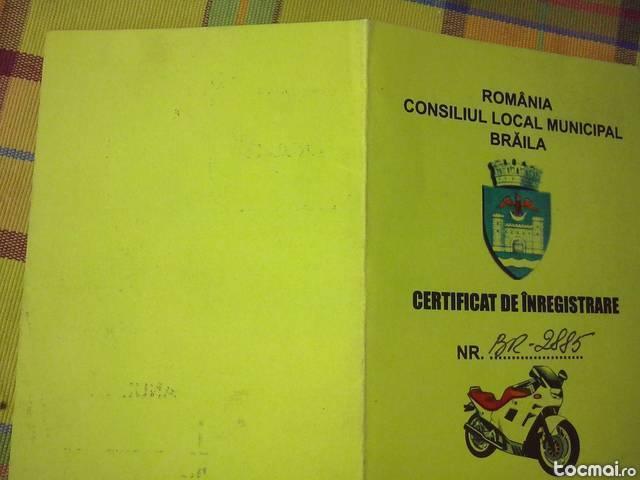 ROMÂNIA
CONSILIUL LOCAL MUNICIPAL
BRĂILA
CERTIFICAT DE ÎNREGISTRARE
NR. BR-2885
tocmai.ro